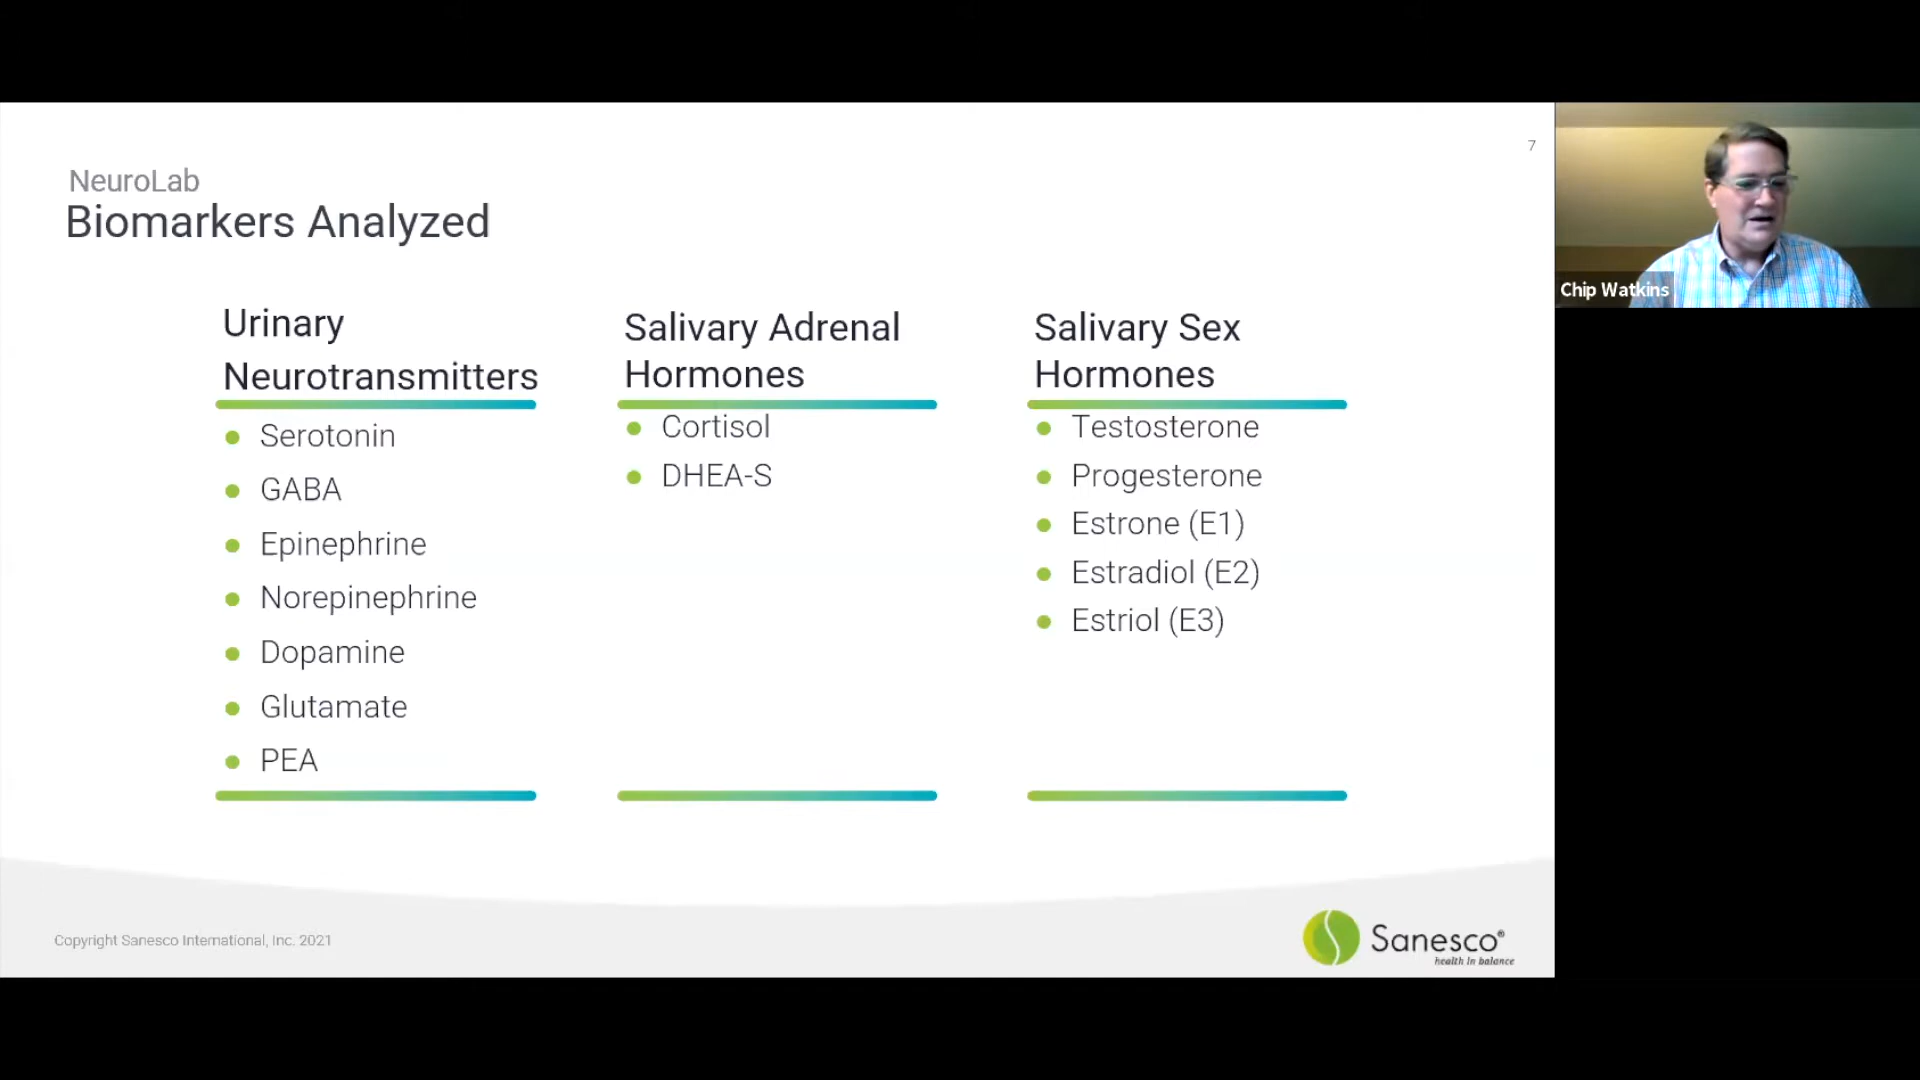 7
NeuroLab
Biomarkers Analyzed
Urinary
Neurotransmitters
• Serotonin
• GABA
• Epinephrine
• Norepinephrine
• Dopamine
• Glutamate
• PEA
Salivary Adrenal
Hormones
• Cortisol
• DHEA-S
Salivary Sex
Hormones
• Testosterone
• Progesterone
• Estrone (E1)
• Estradiol (E2)
• Estriol (E3)
Chip Watkins
Copyright Sanesco International, Inc. 2021
Sanesco®
health in balance